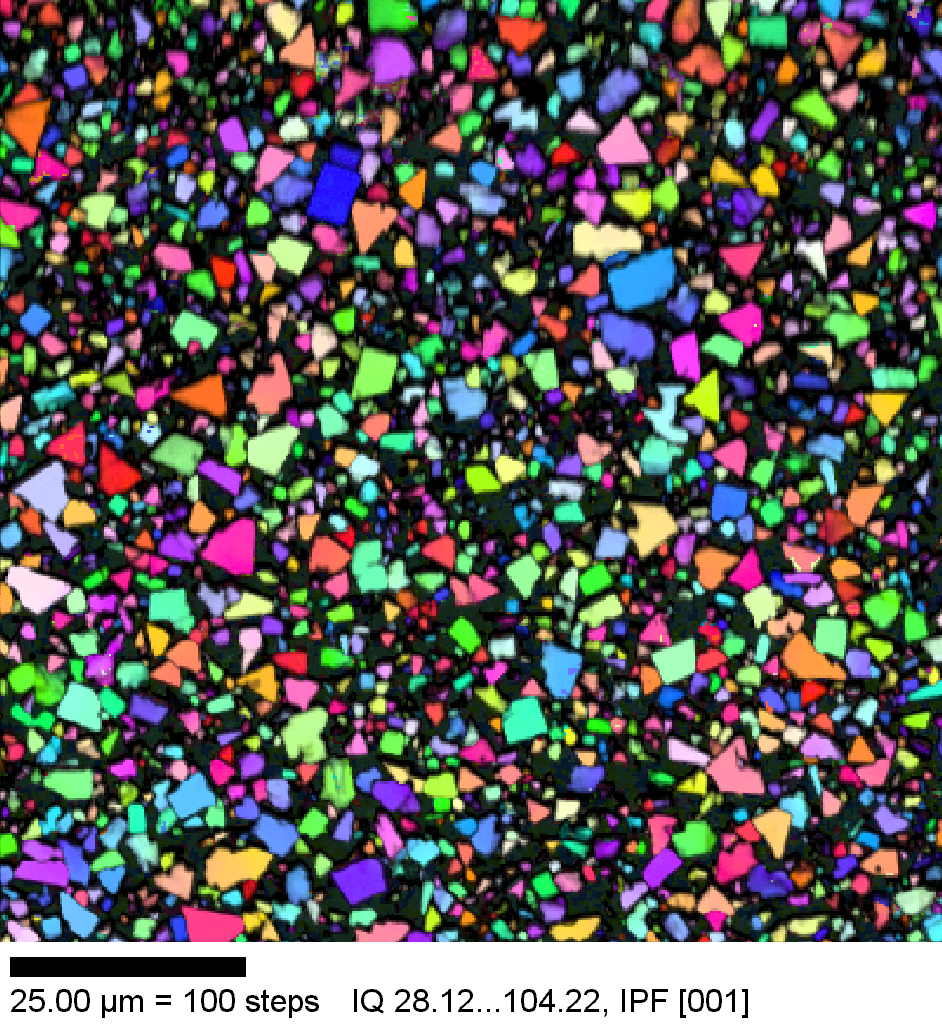 25.00 µm = 100 steps IQ 28.12...104.22, IPF [001]